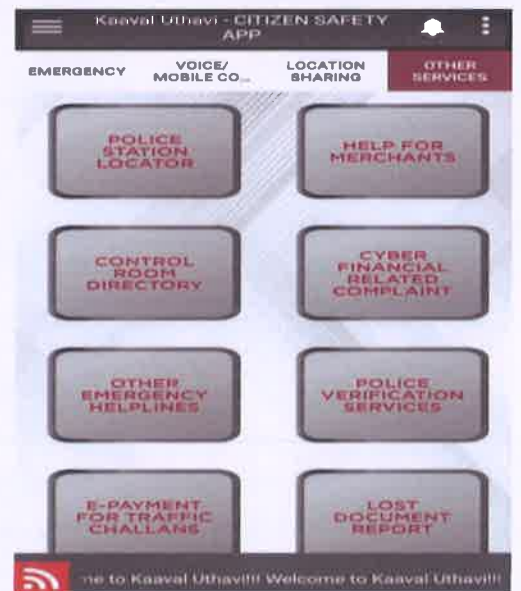 Kaaval Uthavi - CITIZEN SAFETY
APP
EMERGENCY
VOICE/
MOBILE CO...
LOCATION
SHARING
OTHER
SERVICES
POLICE
STATION
LOCATOR
HELP FOR
MERCHANTS
CONTROL
ROOM
DIRECTORY
CYBER
FINANCIAL
RELATED
COMPLAINT
OTHER
EMERGENCY
HELPLINES
POLICE
VERIFICATION
SERVICES
E-PAYMENT
FOR TRAFFIC
CHALLANS
LOST
DOCUMENT
REPORT
me to Kaaval Uthavi!!! Welcome to Kaaval Uthavi!!!